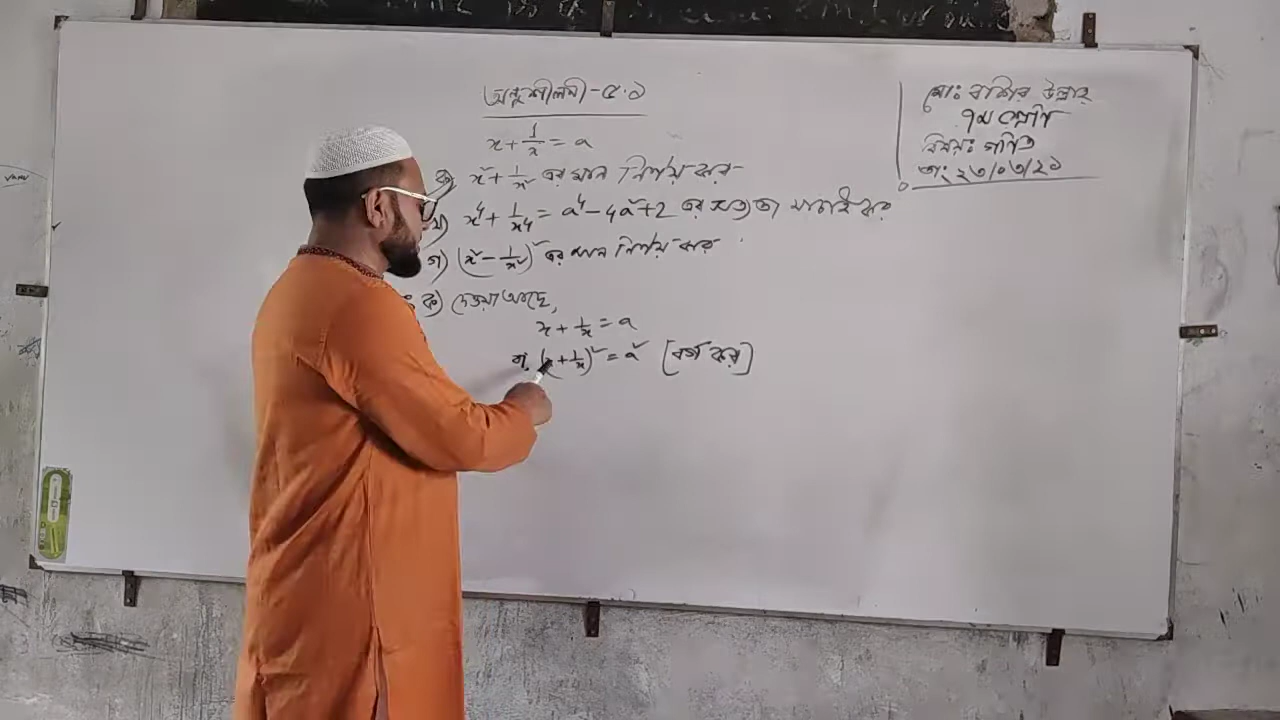 অনুশীলনী-৫.১
x + 1/x = a
ক) x² + 1/x² এর মান নির্ণয় কর
খ) x⁴ + 1/x⁴ = a⁴ - 4a² + 2 এর সত্যতা যাচাই কর
গ) (x² - 1/x²)² এর মান নির্ণয় কর
ক) দেওয়া আছে,
x + 1/x = a
বা, (x + 1/x)² = a² [বর্গ করে]
মোঃ বশির উল্লাহ
৭ম শ্রেণি
বিষয়ঃ গণিত
তাং ২৩/০৩/২১